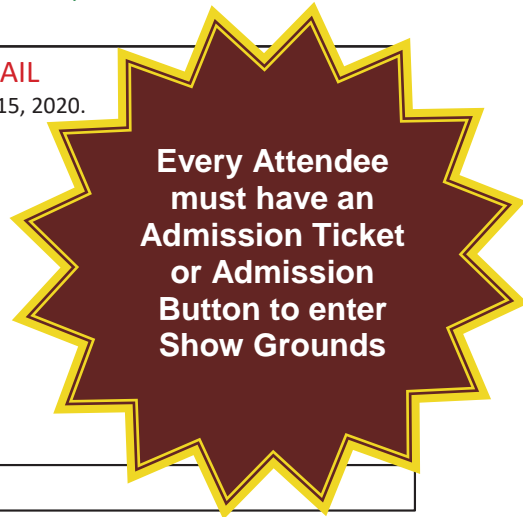 AIL
15, 2020.
Every Attendee
must have an
Admission Ticket
or Admission
Button to enter
Show Grounds